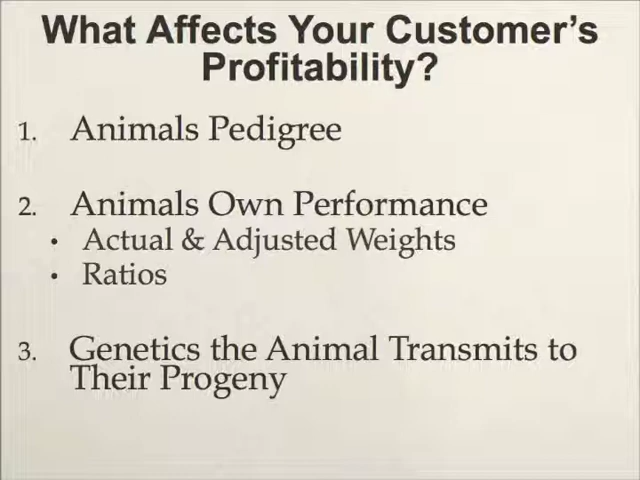 What Affects Your Customer's
Profitability?
1. Animals Pedigree
2. Animals Own Performance
• Actual & Adjusted Weights
• Ratios
3. Genetics the Animal Transmits to
Their Progeny